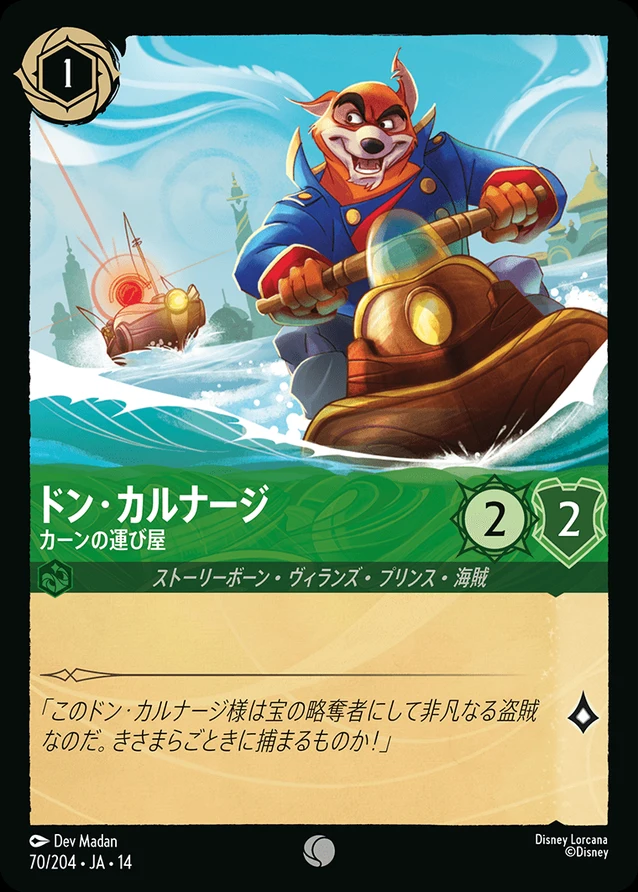 1
ドン・カルナージ
カーンの運び屋
2
2
ストーリーボーン・ヴィランズ・プリンス・海賊
「このドン・カルナージ様は宝の略奪者にして非凡なる盗賊
なのだ。きさまらごときに捕まるものか!」
Dev Madan
70/204・JA・14
Disney Lorcana
©Disney